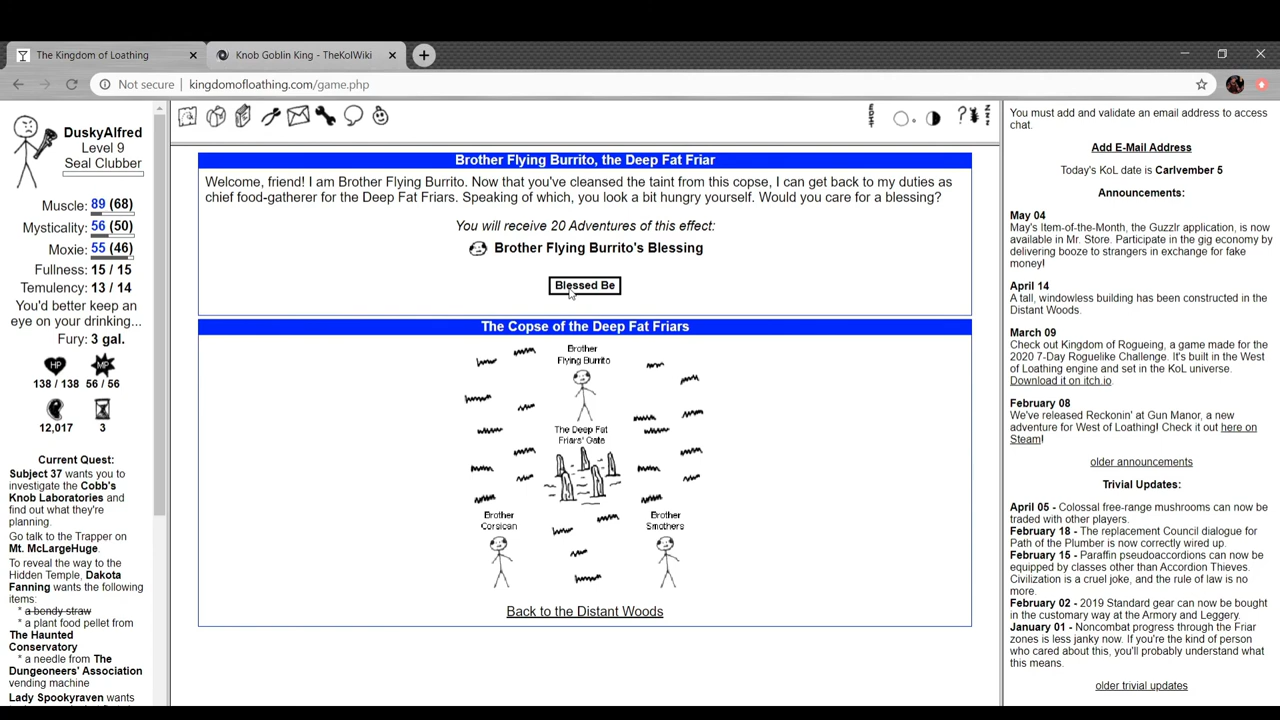 The Kingdom of Loathing
Knob Goblin King - TheKolWiki
Not secure | kingdomofloathing.com/game.php
DuskyAlfred
Level 9
Seal Clubber
Muscle: 89 (68)
Mysticality: 56 (50)
Moxie: 55 (46)
Fullness: 15 / 15
Temulency: 13 / 14
You'd better keep an
eye on your drinking...
Fury: 3 gal.
HP
MP
138 / 138 56 / 56
12,017 3
Current Quest:
Subject 37 wants you to
investigate the Cobb's
Knob Laboratories and
find out what they're
planning.
Go talk to the Trapper on
Mt. McLargeHuge.
To reveal the way to the
Hidden Temple, Dakota
Fanning wants the following
items:
* a bendy straw
* a plant food pellet from
The Haunted
Conservatory
* a needle from The
Dungeoneers' Association
vending machine
Lady Spookyraven wants
EDIT
?
Z
Z
Z
Brother Flying Burrito, the Deep Fat Friar
Welcome, friend! I am Brother Flying Burrito. Now that you've cleansed the taint from this copse, I can get back to my duties as
chief food-gatherer for the Deep Fat Friars. Speaking of which, you look a bit hungry yourself. Would you care for a blessing?
You will receive 20 Adventures of this effect:
Brother Flying Burrito's Blessing
Blessed Be
The Copse of the Deep Fat Friars
Brother
Flying Burrito
The Deep Fat
Friars' Gate
Brother
Corsican
Brother
Smothers
Back to the Distant Woods
You must add and validate an email address to access
chat.
Add E-Mail Address
Today's KoL date is Carlvember 5
Announcements:
May 04
May's Item-of-the-Month, the Guzzlr application, is now
available in Mr. Store. Participate in the gig economy by
delivering booze to strangers in exchange for fake
money!
April 14
A tall, windowless building has been constructed in the
Distant Woods.
March 09
Check out Kingdom of Rogueing, a game made for the
2020 7-Day Roguelike Challenge. It's built in the West
of Loathing engine and set in the KoL universe.
Download it on itch.io.
February 08
We've released Reckonin' at Gun Manor, a new
adventure for West of Loathing! Check it out here on
Steam!
older announcements
Trivial Updates:
April 05 - Colossal free-range mushrooms can now be
traded with other players.
February 18 - The replacement Council dialogue for
Path of the Plumber is now correctly wired up.
February 15 - Paraffin pseudoaccordions can now be
equipped by classes other than Accordion Thieves.
Civilization is a cruel joke, and the rule of law is no
more.
February 02 - 2019 Standard gear can now be bought
in the customary way at the Armory and Leggery.
January 01 - Noncombat progress through the Friar
zones is less janky now. If you're the kind of person
who cared about this, you'll probably understand what
this means.
older trivial updates